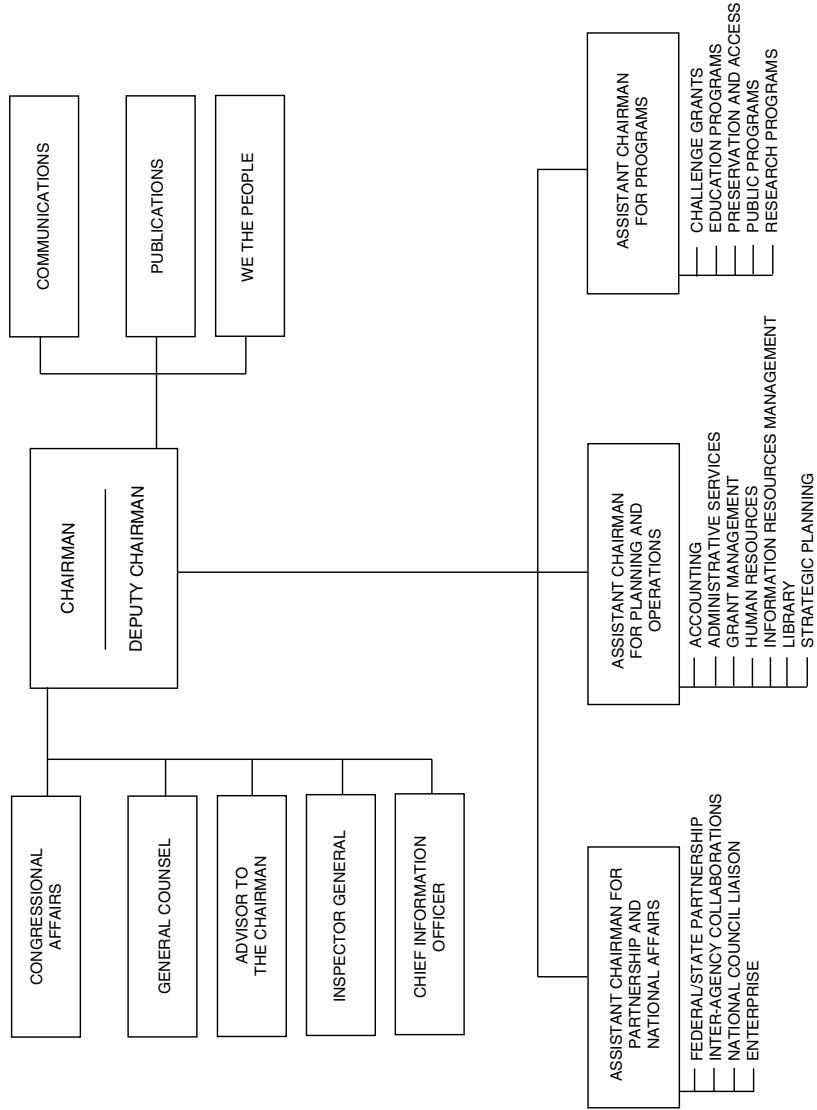 CHAIRMAN
DEPUTY CHAIRMAN
CONGRESSIONAL
AFFAIRS
GENERAL COUNSEL
ADVISOR TO
THE CHAIRMAN
INSPECTOR GENERAL
CHIEF INFORMATION
OFFICER
COMMUNICATIONS
PUBLICATIONS
WE THE PEOPLE
ASSISTANT CHAIRMAN FOR
PARTNERSHIP AND
NATIONAL AFFAIRS
FEDERAL/STATE PARTNERSHIP
INTER-AGENCY COLLABORATIONS
NATIONAL COUNCIL LIAISON
ENTERPRISE
ASSISTANT CHAIRMAN
FOR PLANNING AND
OPERATIONS
ACCOUNTING
ADMINISTRATIVE SERVICES
GRANT MANAGEMENT
HUMAN RESOURCES
INFORMATION RESOURCES MANAGEMENT
LIBRARY
STRATEGIC PLANNING
ASSISTANT CHAIRMAN
FOR PROGRAMS
CHALLENGE GRANTS
EDUCATION PROGRAMS
PRESERVATION AND ACCESS
PUBLIC PROGRAMS
RESEARCH PROGRAMS